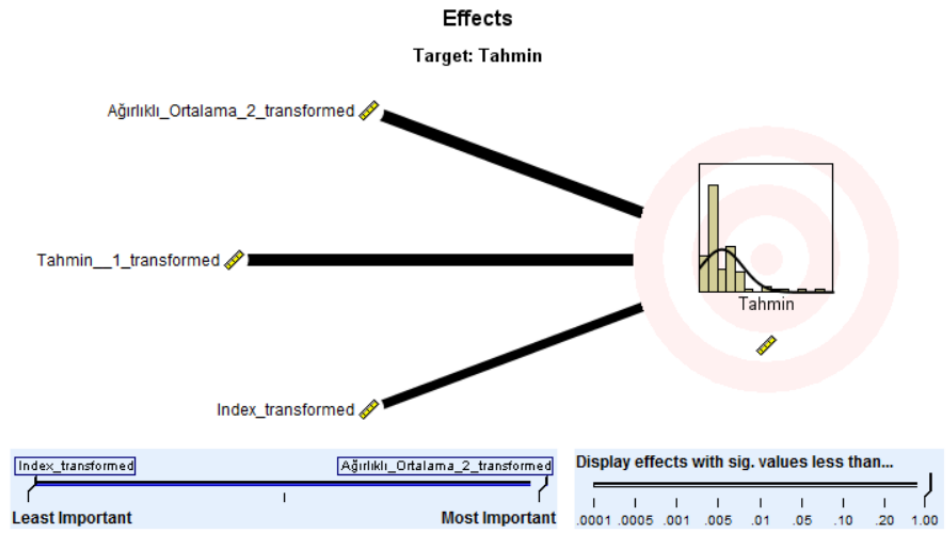 Effects
Target: Tahmin
Ağırlıklı_Ortalama_2_transformed
Tahmin__1_transformed
Tahmin
Index_transformed
Index_transformed Ağırlıklı_Ortalama_2_transformed
Least Important Most Important
Display effects with sig. values less than...
.0001 .0005 .001 .005 .01 .05 .10 .20 1.00